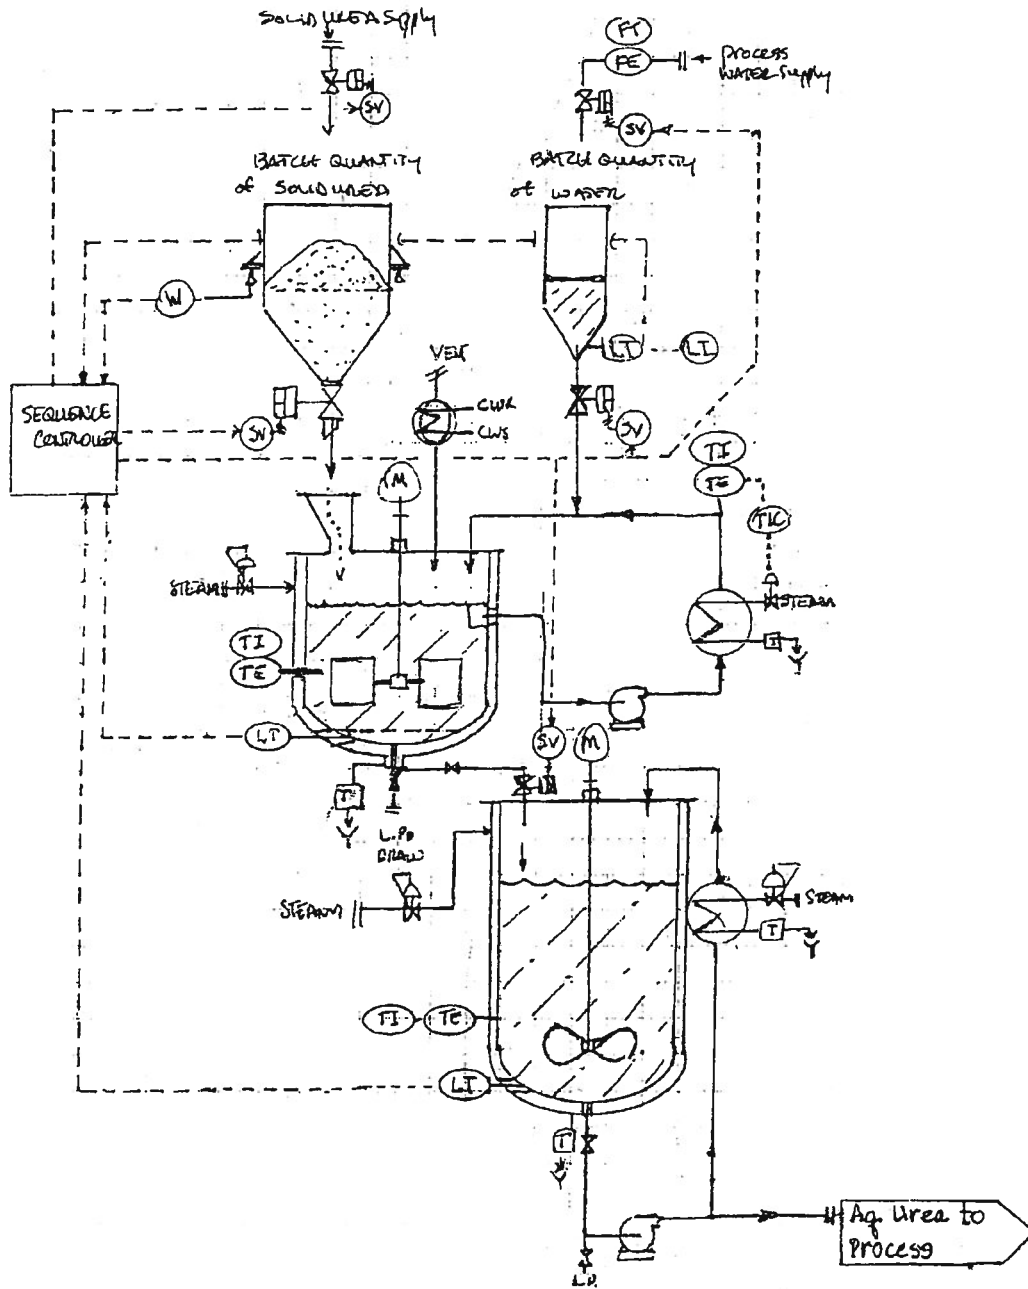 SOLID UREA Supply
FT
FE
PROCESS
WATER Supply
SV
SV
BATCH QUANTITY
of SOLID UREA
BATCH QUANTITY
of WATER
W
LT
LI
VENT
CWR
CWS
SEQUENCE
CONTROLLER
SV
SV
M
TI
TE
TIC
STEAM
STEAM
T
TI
TE
LT
SV
M
T
L.P.
DRAIN
STEAM
STEAM
T
TI
TE
LT
T
Aq. Urea to
Process
L.P.